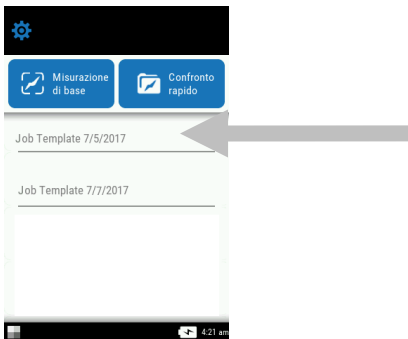 Misurazione
di base
Confronto
rapido
Job Template 7/5/2017
Job Template 7/7/2017
4:21 am